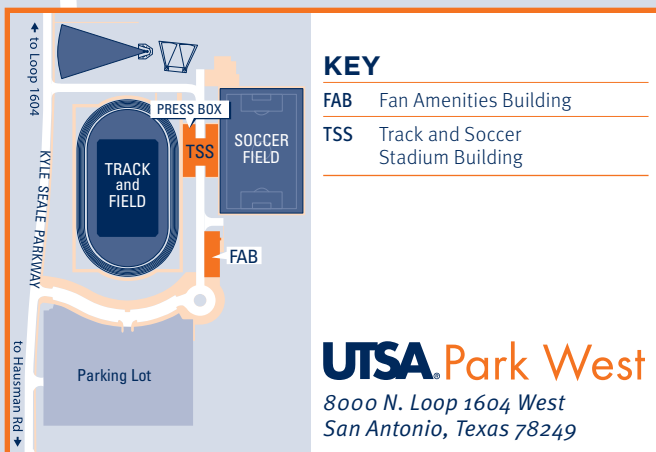 ← to Loop 1604
KYLE SEALE PARKWAY
to Hausman Rd →
PRESS BOX
TSS
TRACK
and
FIELD
SOCCER
FIELD
FAB
Parking Lot
KEY
FAB Fan Amenities Building
TSS Track and Soccer
Stadium Building
UTSA® Park West
8000 N. Loop 1604 West
San Antonio, Texas 78249